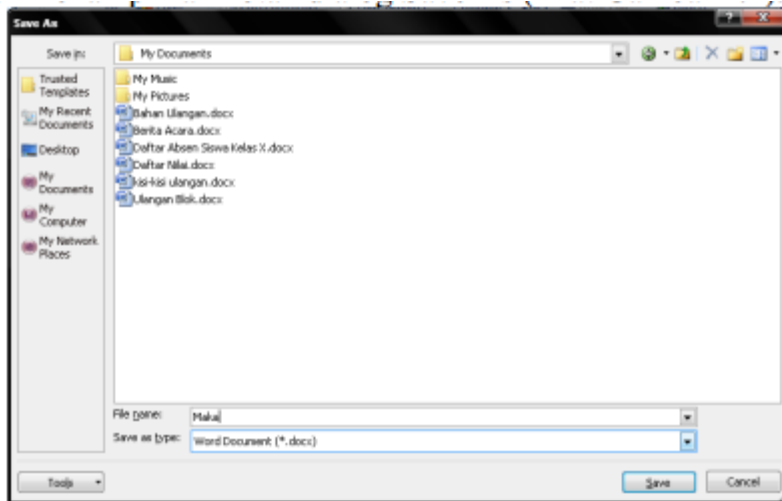 Save As
Save in:
My Documents
Trusted
Templates
My Recent
Documents
Desktop
My
Documents
My
Computer
My Network
Places
My Music
My Pictures
Bahan Ulangan.docx
Berita Acara.docx
Daftar Absen Siswa Kelas X.docx
Daftar Nilai.docx
kisi-kisi ulangan.docx
Ulangan Blok.docx
File name:
Maka
Save as type:
Word Document (*.docx)
Tools
Save
Cancel